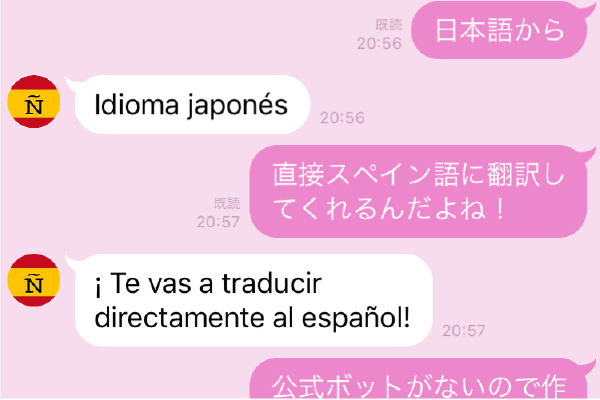 既読
20:56
日本語から
Ñ
Idioma japonés
20:56
直接スペイン語に翻訳し
てくれるんだよね！
既読
20:57
Ñ
¡ Te vas a traducir
directamente al español!
20:57
公式ボットがないので作